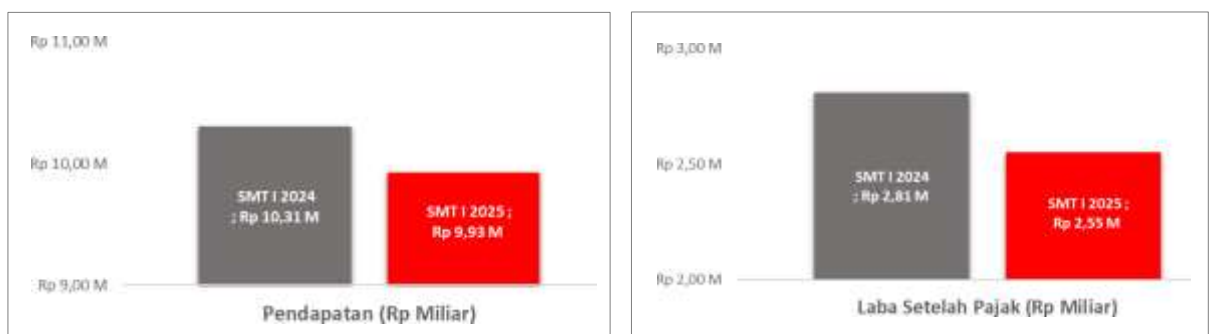 Rp 11,00 M
Rp 10,00 M
Rp 9,00 M
SMT I 2024
; Rp 10,31 M
SMT I 2025 ;
Rp 9,93 M
Pendapatan (Rp Miliar)
Rp 3,00 M
Rp 2,50 M
Rp 2,00 M
SMT I 2024
; Rp 2,81 M
SMT I 2025 ;
Rp 2,55 M
Laba Setelah Pajak (Rp Miliar)